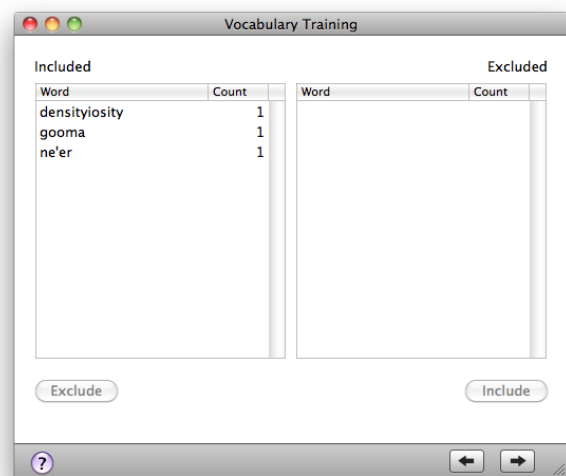 Vocabulary Training
Included Excluded
Word Count Word Count
densityiosity 1
gooma 1
ne'er 1
Exclude Include
?